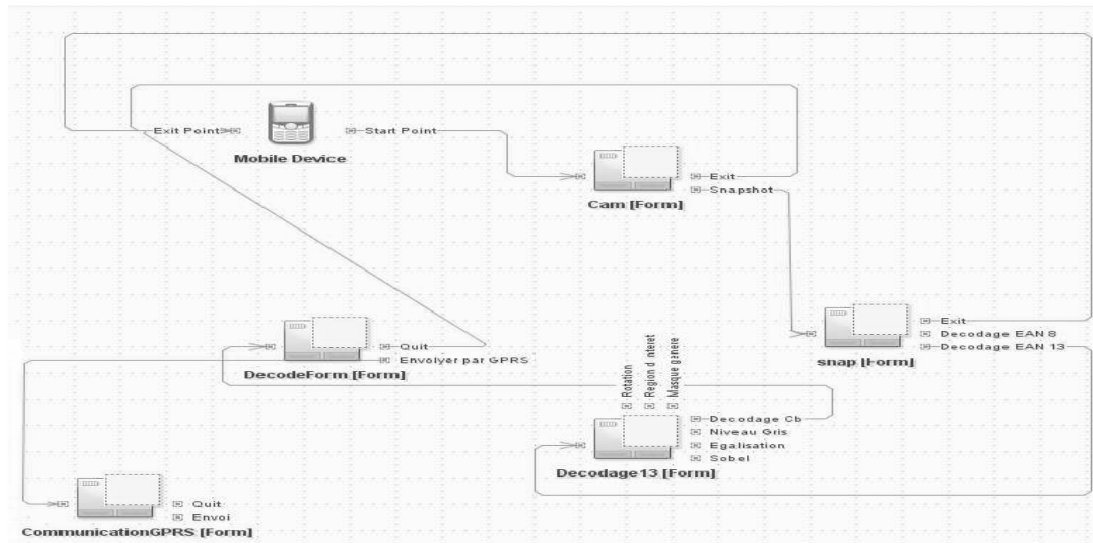 Exit Point
Start Point
Mobile Device
Exit
Snapshot
Cam [Form]
Exit
Decodage EAN 8
Decodage EAN 13
snap [Form]
Quit
Envolyer par GPRS
DecodeForm [Form]
Rotation
Region d interet
Masque genere
Decodage Cb
Niveau Gris
Egalisation
Sobel
Decodage13 [Form]
Quit
Envoi
CommunicationGPRS [Form]